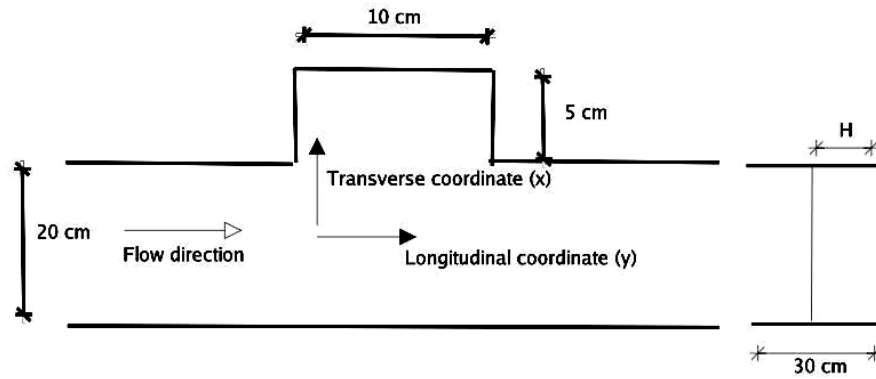 10 cm
5 cm
H
Transverse coordinate (x)
20 cm
Flow direction
Longitudinal coordinate (y)
30 cm